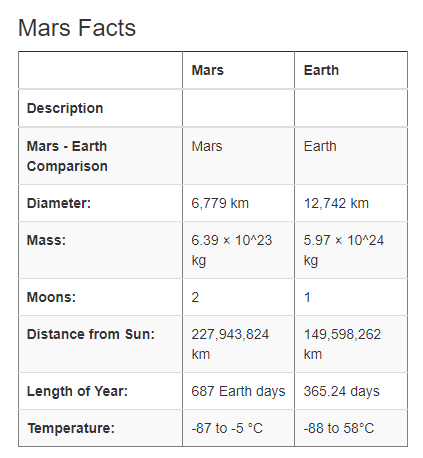 Mars Facts
Mars Earth
Description
Mars - Earth Comparison Mars Earth
Diameter: 6,779 km 12,742 km
Mass: 6.39 × 10^23 kg 5.97 × 10^24 kg
Moons: 2 1
Distance from Sun: 227,943,824 km 149,598,262 km
Length of Year: 687 Earth days 365.24 days
Temperature: -87 to -5 °C -88 to 58°C